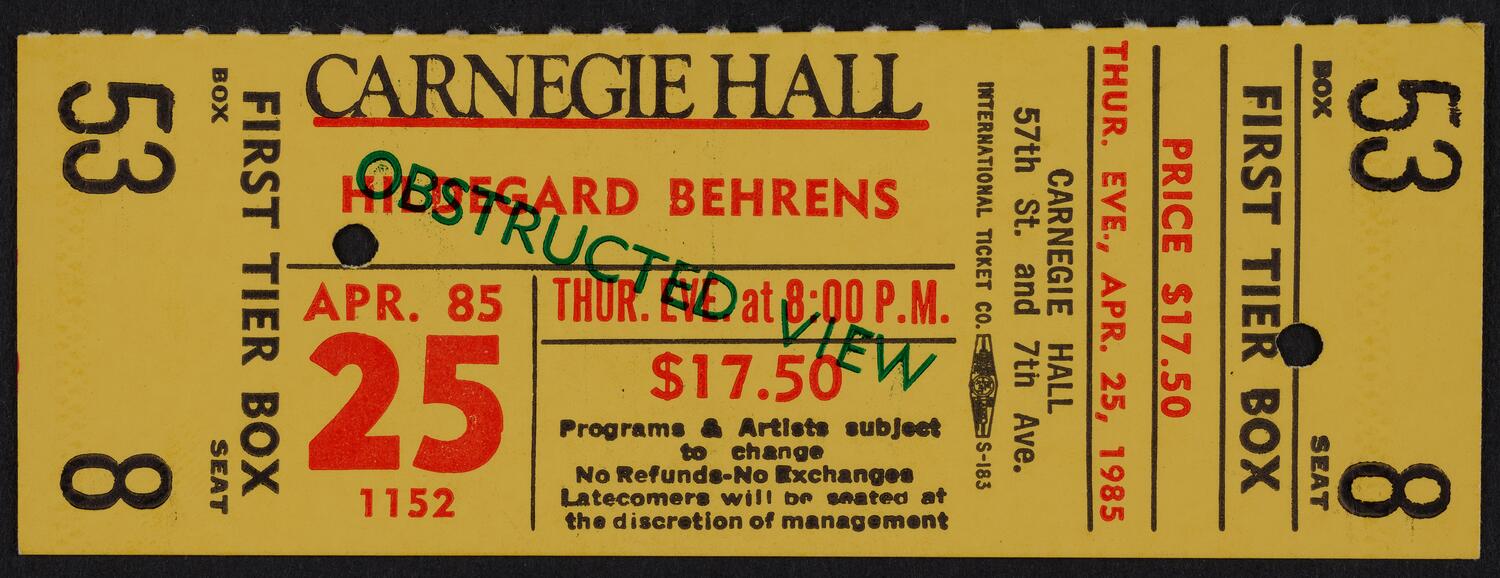 53
BOX
FIRST TIER BOX
SEAT
8
CARNEGIE HALL
HILDEGARD BEHRENS
OBSTRUCTED VIEW
APR. 85
25
1152
THUR. EVE. at 8:00 P.M.
$17.50
Programs & Artists subject
to change
No Refunds-No Exchanges
Latecomers will be seated at
the discretion of management
INTERNATIONAL TICKET CO. S-183
57th St. and 7th Ave.
CARNEGIE HALL
THUR. EVE., APR. 25, 1985
PRICE $17.50
FIRST TIER BOX
BOX
SEAT
53
8